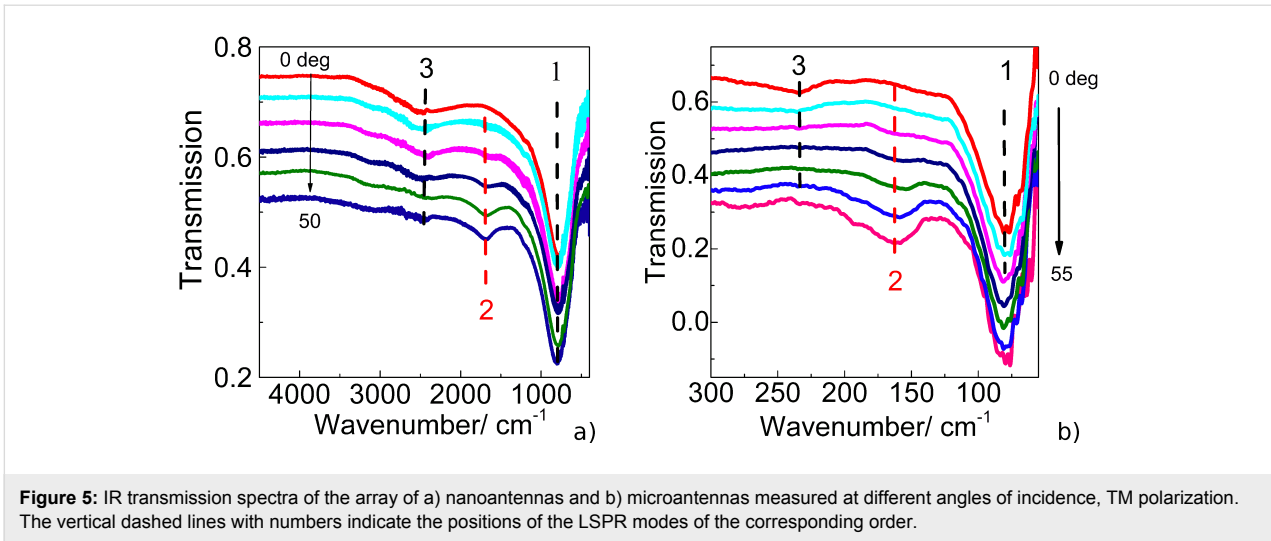 0.8
0 deg
3
1
0.6
Transmission
50
0.4
2
0.2
4000 3000 2000 1000
Wavenumber/ cm⁻¹
a)
3
1
0 deg
0.6
0.4
Transmission
0.2
2
55
0.0
300 250 200 150 100
Wavenumber/ cm⁻¹
b)
Figure 5: IR transmission spectra of the array of a) nanoantennas and b) microantennas measured at different angles of incidence, TM polarization.
The vertical dashed lines with numbers indicate the positions of the LSPR modes of the corresponding order.